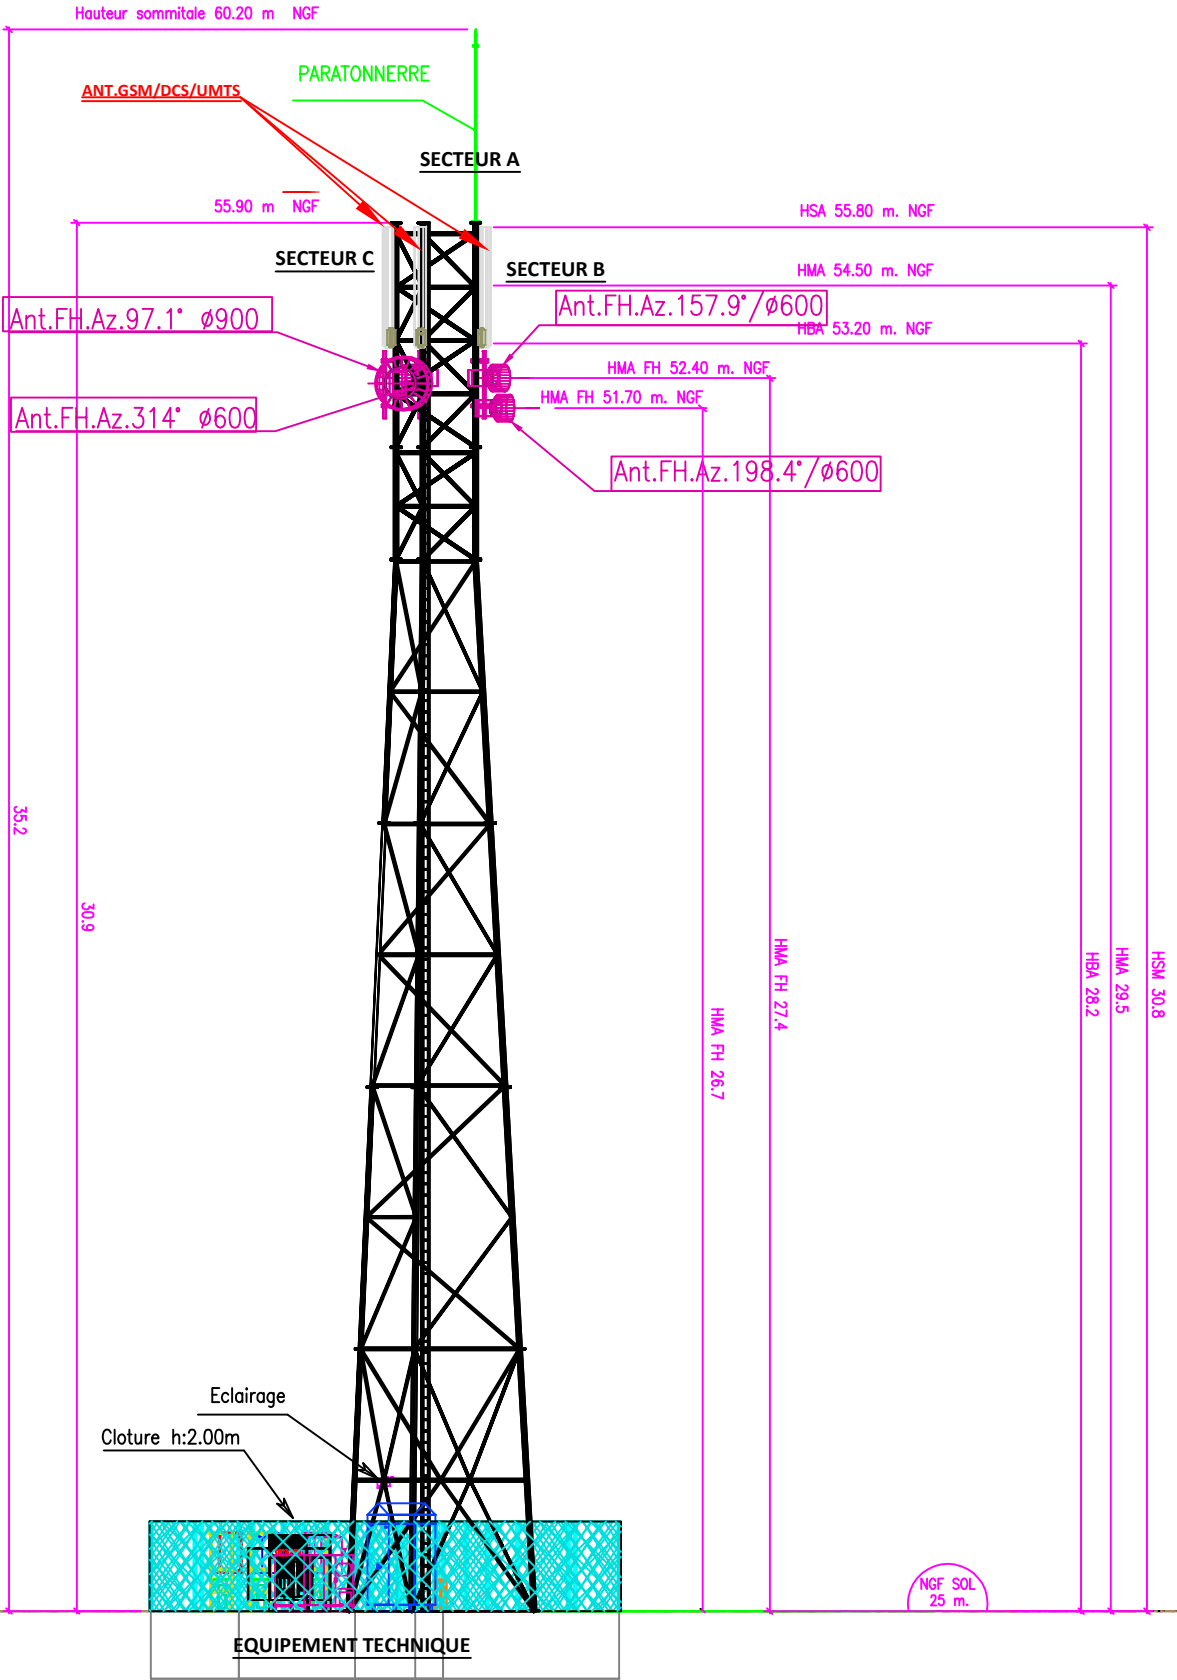 Hauteur sommitale 60.20 m NGF
PARATONNERRE
ANT.GSM/DCS/UMTS
SECTEUR A
55.90 m NGF
HSA 55.80 m. NGF
SECTEUR C
SECTEUR B
HMA 54.50 m. NGF
Ant.FH.Az.97.1° ø900
Ant.FH.Az.157.9°/ø600
HBA 53.20 m. NGF
HMA FH 52.40 m. NGF
HMA FH 51.70 m. NGF
Ant.FH.Az.314° ø600
Ant.FH.Az.198.4°/ø600
35.2
30.9
HMA FH 26.7
HMA FH 27.4
HBA 28.2
HMA 29.5
HSM 30.8
Eclairage
Cloture h:2.00m
NGF SOL
25 m.
EQUIPEMENT TECHNIQUE